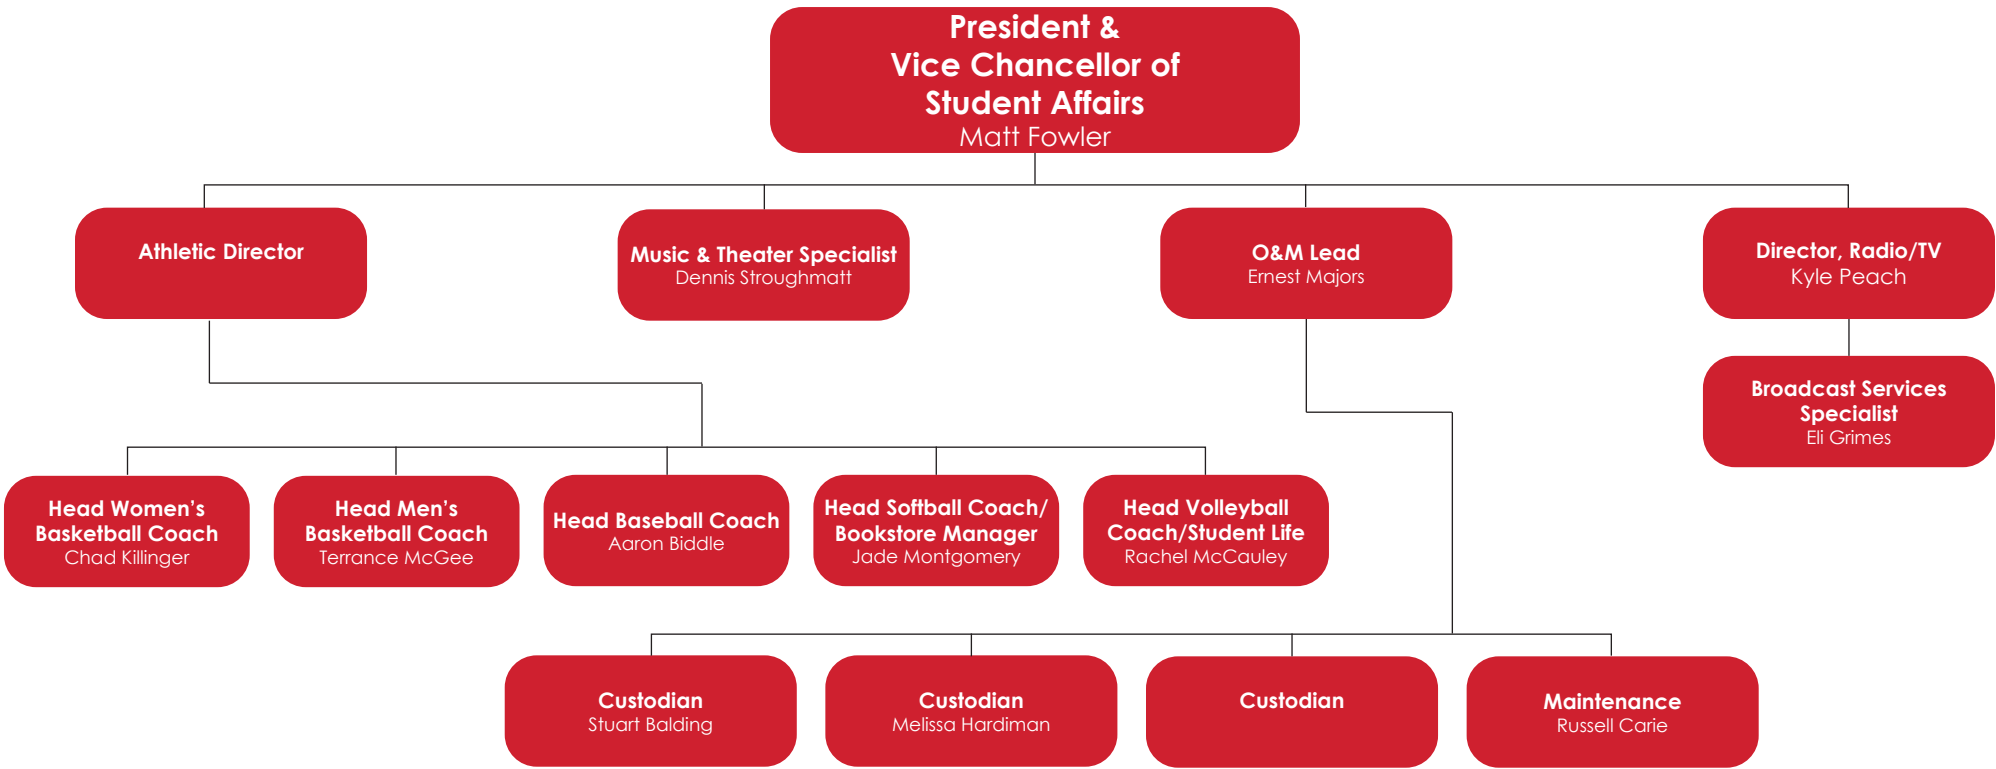 President &
Vice Chancellor of
Student Affairs
Matt Fowler
Athletic Director
Music & Theater Specialist
Dennis Stroughmatt
O&M Lead
Ernest Majors
Director, Radio/TV
Kyle Peach
Broadcast Services
Specialist
Eli Grimes
Head Women’s
Basketball Coach
Chad Killinger
Head Men’s
Basketball Coach
Terrance McGee
Head Baseball Coach
Aaron Biddle
Head Softball Coach/
Bookstore Manager
Jade Montgomery
Head Volleyball
Coach/Student Life
Rachel McCauley
Custodian
Stuart Balding
Custodian
Melissa Hardiman
Custodian
Maintenance
Russell Carie